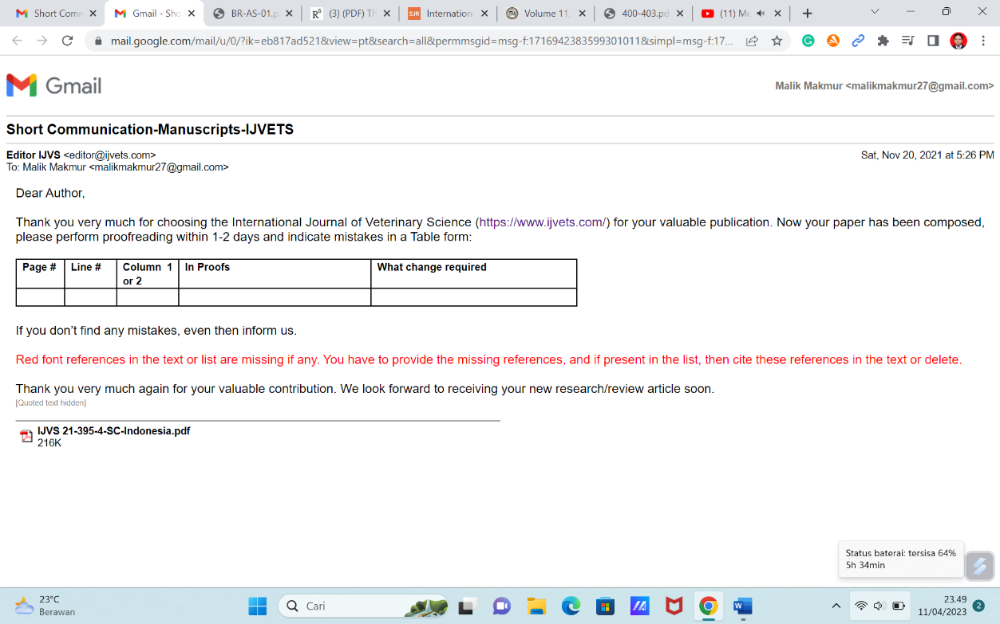 Short Comm
Gmail - Sho
BR-AS-01.p
(3) (PDF) Th
SJR
Internation
Volume 11,
400-403.pd
(11) Me
mail.google.com/mail/u/0/?ik=eb817ad521&view=pt&search=all&permmsgid=msg-f:1716942383599301011&simpl=msg-f:17...
Gmail
Malik Makmur <malikmakmur27@gmail.com>
Short Communication-Manuscripts-IJVETS
Editor IJVS <editor@ijvets.com>
Sat, Nov 20, 2021 at 5:26 PM
To: Malik Makmur <malikmakmur27@gmail.com>
Dear Author,
Thank you very much for choosing the International Journal of Veterinary Science (https://www.ijvets.com/) for your valuable publication. Now your paper has been composed,
please perform proofreading within 1-2 days and indicate mistakes in a Table form:
Page # Line # Column 1 In Proofs What change required
or 2
If you don’t find any mistakes, even then inform us.
Red font references in the text or list are missing if any. You have to provide the missing references, and if present in the list, then cite these references in the text or delete.
Thank you very much again for your valuable contribution. We look forward to receiving your new research/review article soon.
[Quoted text hidden]
IJVS 21-395-4-SC-Indonesia.pdf
216K
Status baterai: tersisa 64%
5h 34min
23°C
Berawan
Cari
23.49
11/04/2023
2